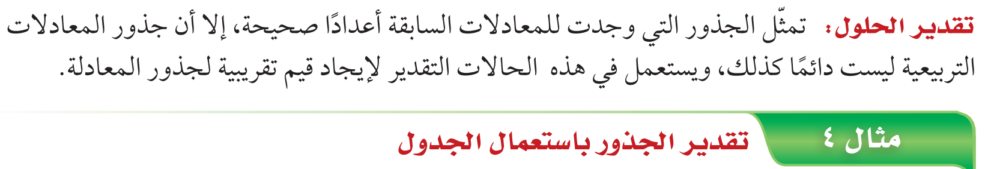 تقدير الحلول: تمثّل الجذور التي وجدت للمعادلات السابقة أعدادًا صحيحة، إلا أن جذور المعادلات
التربيعية ليست دائمًا كذلك، ويستعمل في هذه الحالات التقدير لإيجاد قيم تقريبية لجذور المعادلة.
مثال ٤ تقدير الجذور باستعمال الجدول